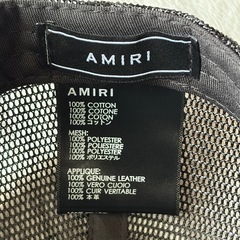 AMIRI
AMIRI
100% COTTON
100% COTONE
100% COTON
100% コットン
MESH:
100% POLYESTER
100% POLIESTERE
100% POLYESTER
100% ポリエステル
APPLIQUE:
100% GENUINE LEATHER
100% VERO CUOIO
100% CUIR VERITABLE
100% 本革